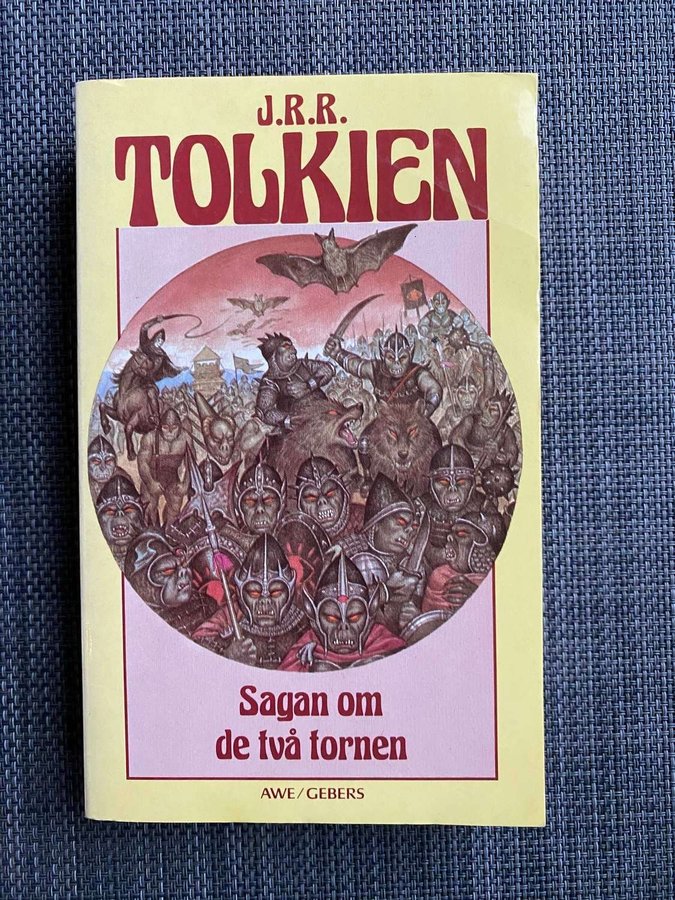 J.R.R.
TOLKIEN
Sagan om
de två tornen
AWE/GEBERS